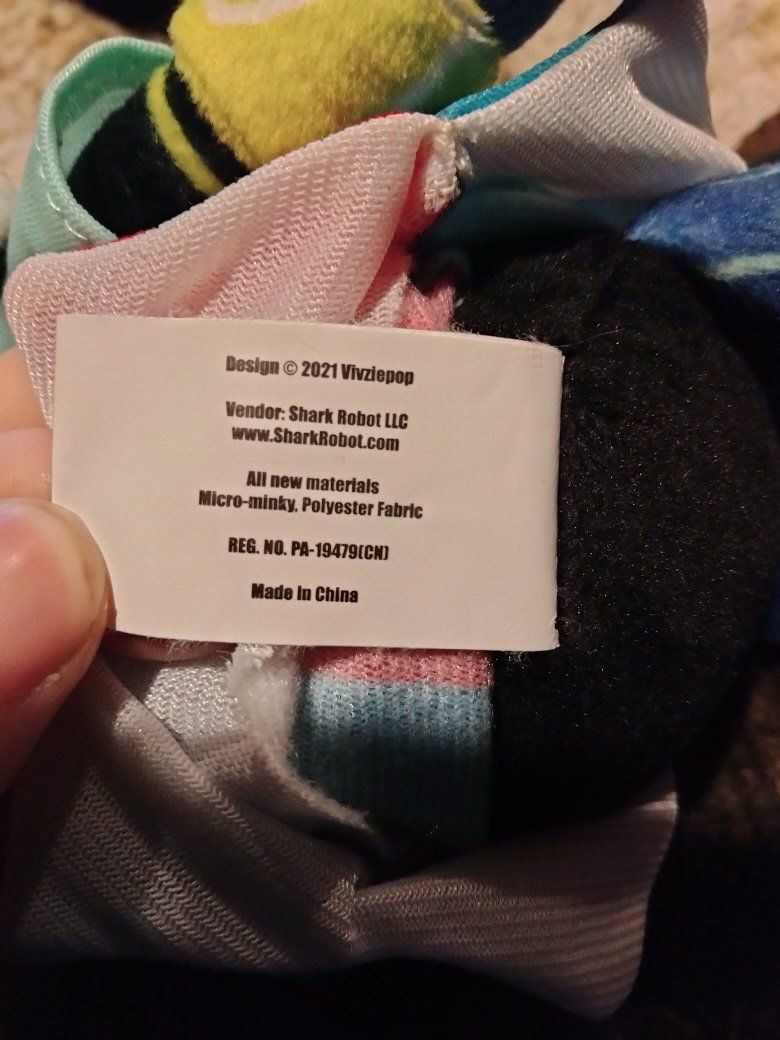 Design © 2021 Vivziepop
Vendor: Shark Robot LLC
www.SharkRobot.com
All new materials
Micro-minky, Polyester Fabric
REG. NO. PA-19479(CN)
Made in China